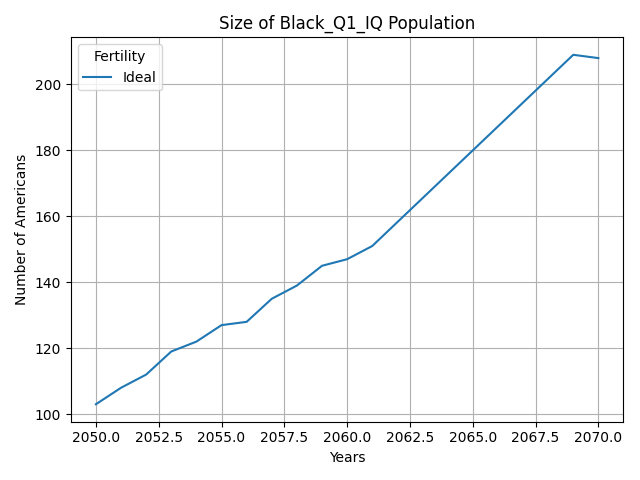 Size of Black_Q1_IQ Population
Fertility
Ideal
Number of Americans
200
180
160
140
120
100
2050.0 2052.5 2055.0 2057.5 2060.0 2062.5 2065.0 2067.5 2070.0
Years